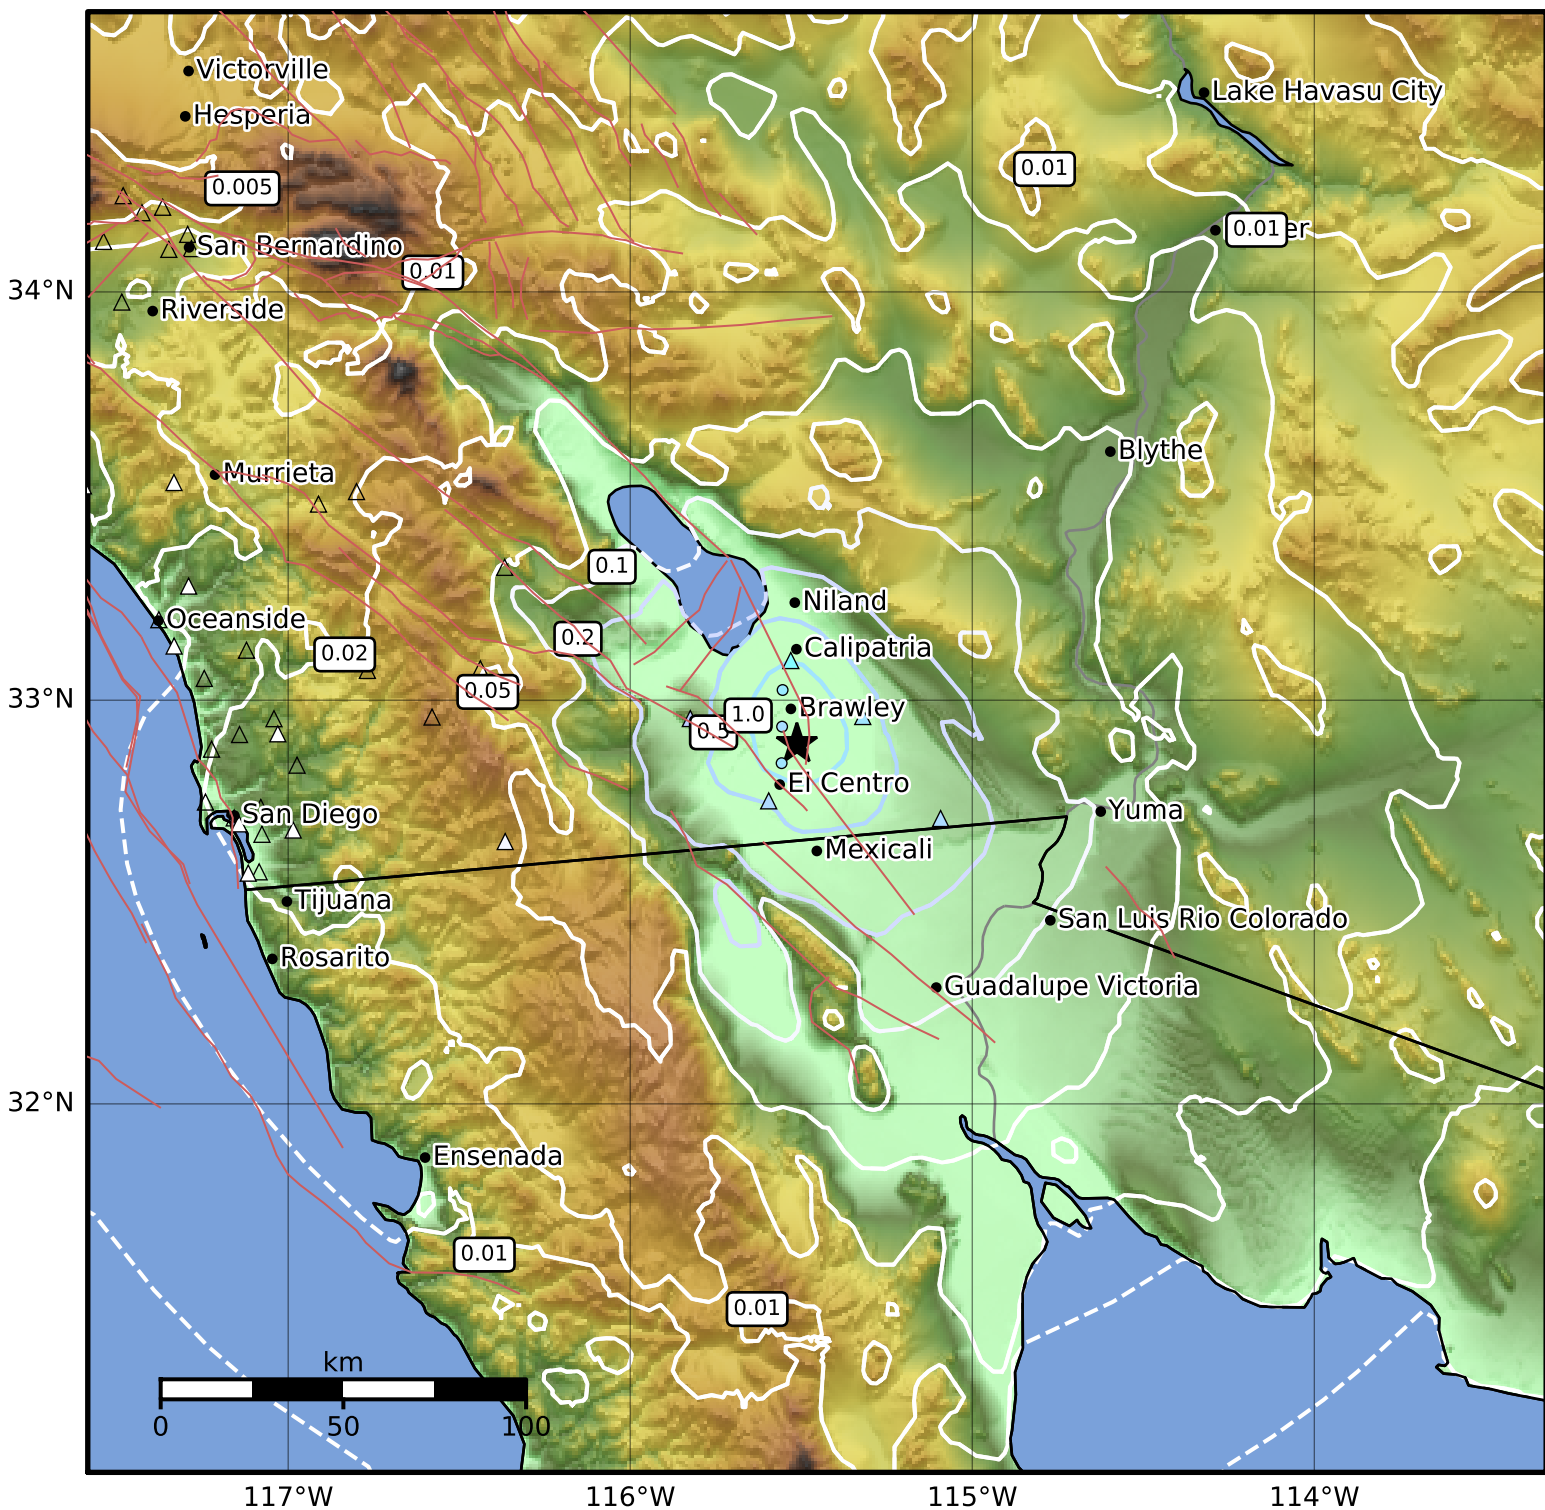 Victorville
Lake Havasu City
Hesperia
0.01
0.005
0.01
er
San Bernardino
0.01
34°N
Riverside
Blythe
Murrieta
0.1
Niland
Oceanside
0.2
Calipatria
0.02
0.05
33°N
1.0
Brawley
0.5
El Centro
Yuma
San Diego
Mexicali
Tijuana
San Luis Rio Colorado
Rosarito
Guadalupe Victoria
32°N
Ensenada
0.01
0.01
km
0
50
100
117°W
116°W
115°W
114°W